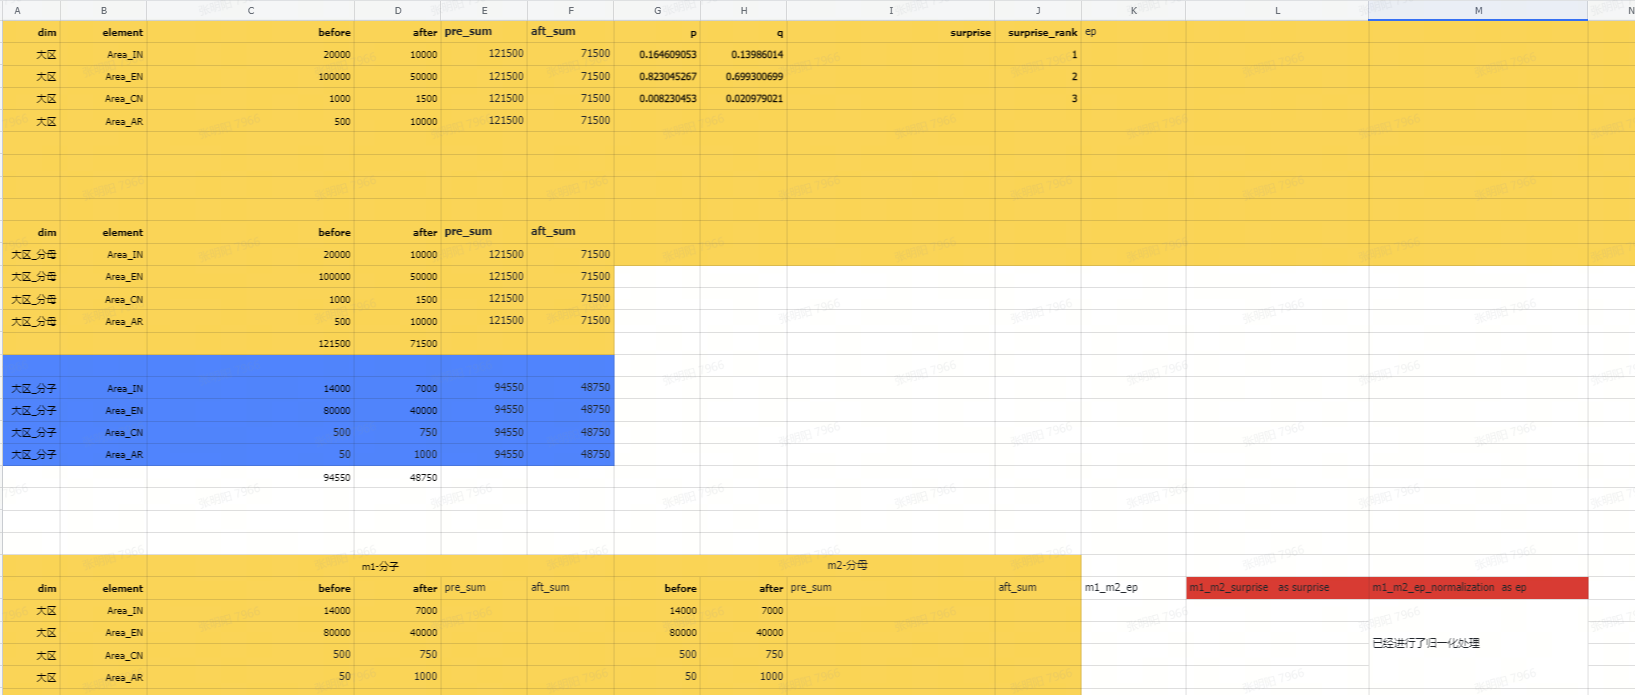 A B C D E F G H I J K L M N
dim element before after pre_sum aft_sum p q surprise surprise_rank ep
大区 Area_IN 20000 10000 121500 71500 0.164609053 0.13986014 1
大区 Area_EN 100000 50000 121500 71500 0.823045267 0.699300699 2
大区 Area_CN 1000 1500 121500 71500 0.008230453 0.020979021 3
大区 Area_AR 500 10000 121500 71500
dim element before after pre_sum aft_sum
大区_分母 Area_IN 20000 10000 121500 71500
大区_分母 Area_EN 100000 50000 121500 71500
大区_分母 Area_CN 1000 1500 121500 71500
大区_分母 Area_AR 500 10000 121500 71500
121500 71500
大区_分子 Area_IN 14000 7000 94550 48750
大区_分子 Area_EN 80000 40000 94550 48750
大区_分子 Area_CN 500 750 94550 48750
大区_分子 Area_AR 50 1000 94550 48750
94550 48750
m1-分子 m2-分母
dim element before after pre_sum aft_sum before after pre_sum aft_sum m1_m2_ep m1_m2_surprise as surprise m1_m2_ep_normalization as ep
大区 Area_IN 14000 7000 14000 7000
大区 Area_EN 80000 40000 80000 40000
已经进行了归一化处理
大区 Area_CN 500 750 500 750
大区 Area_AR 50 1000 50 1000